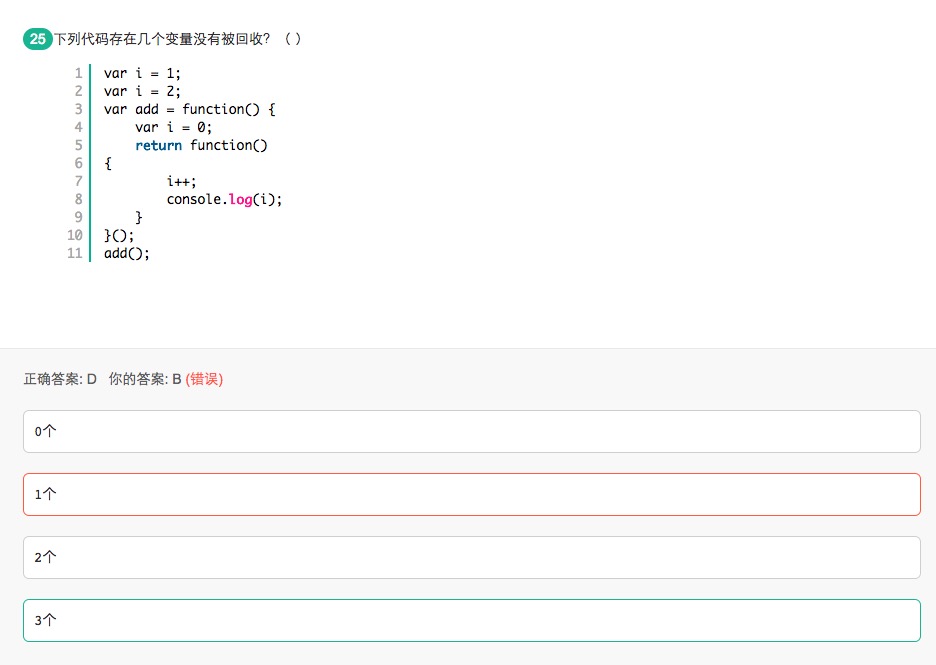 25 下列代码存在几个变量没有被回收？（ ）
1 var i = 1;
2 var i = 2;
3 var add = function() {
4     var i = 0;
5     return function()
6 {
7         i++;
8         console.log(i);
9     }
10 }();
11 add();
正确答案: D 你的答案: B (错误)
0个
1个
2个
3个